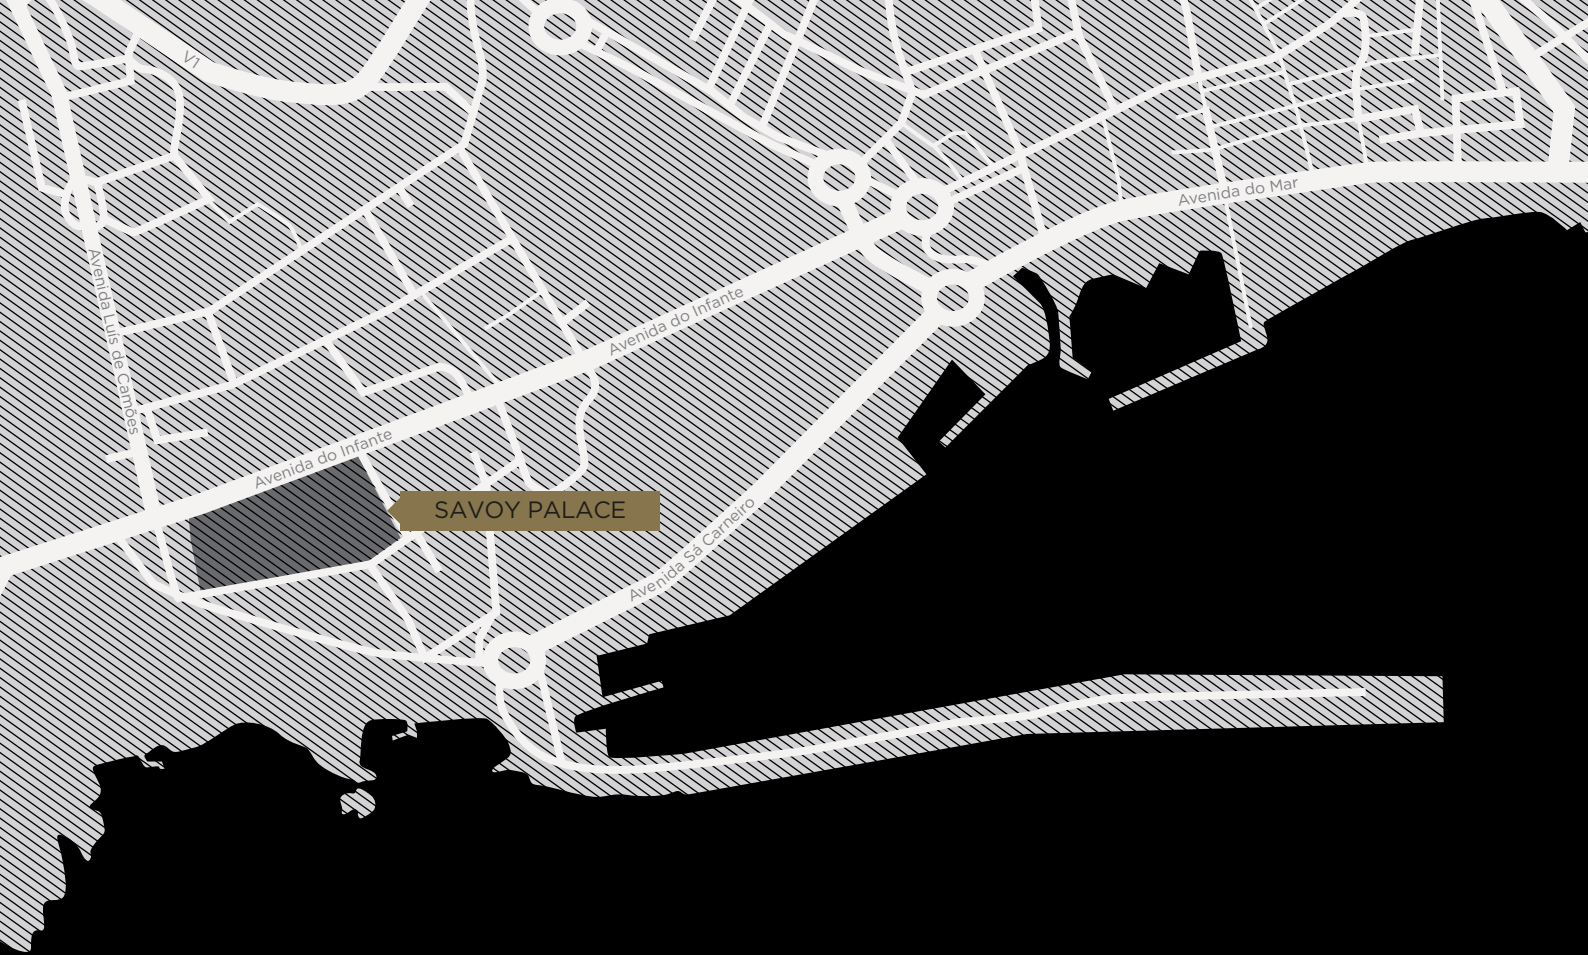 V1
Avenida do Mar
Avenida Luís de Camões
Avenida do Infante
Avenida do Infante
SAVOY PALACE
Avenida Sá Carneiro